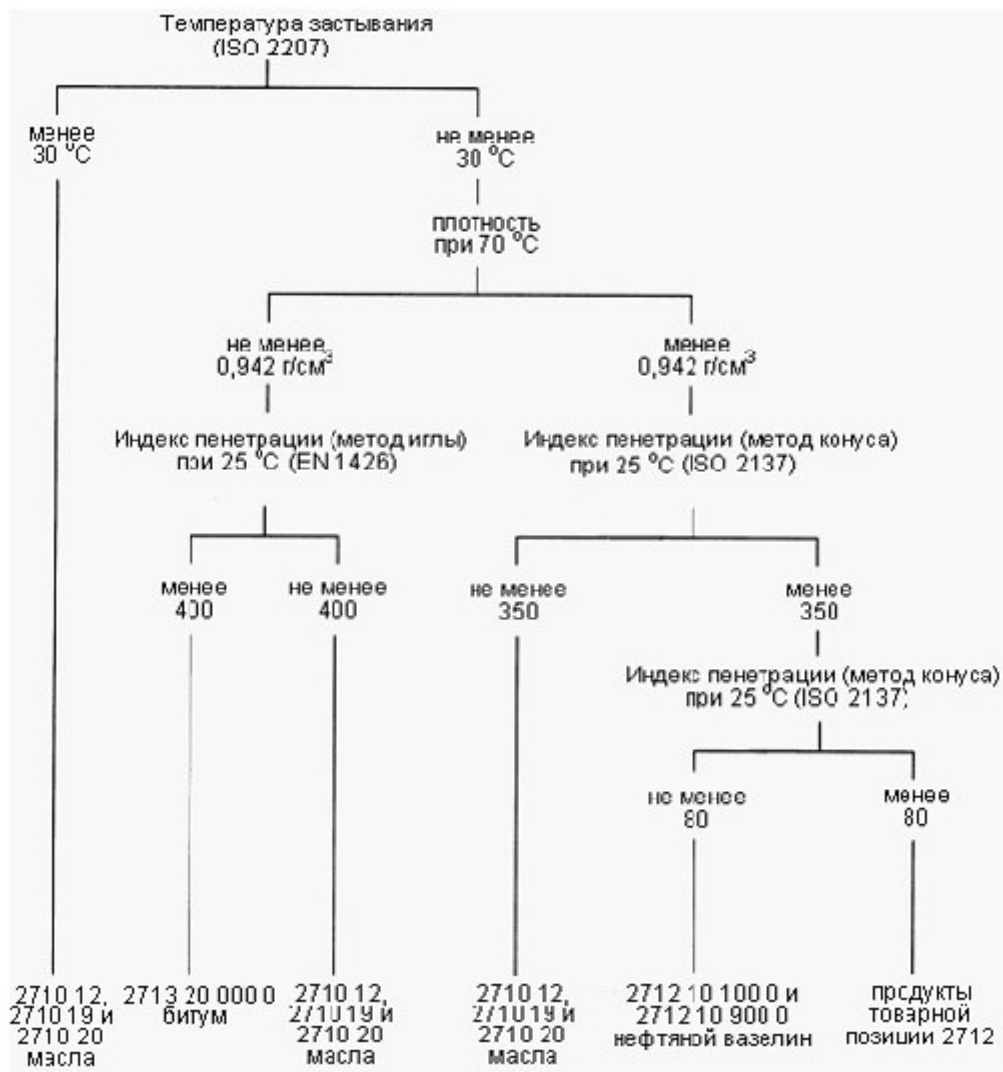 Температура застывания
(ISO 2207)
менее
30 °C
не менее
30 °C
плотность
при 70 °C
не менее
0,942 г/см³
менее
0,942 г/см³
Индекс пенетрации (метод иглы)
при 25 °C (EN 1426)
Индекс пенетрации (метод конуса)
при 25 °C (ISO 2137)
менее
400
не менее
400
не менее
350
менее
350
Индекс пенетрации (метод конуса)
при 25 °C (ISO 2137)
не менее
80
менее
80
2710 12,
2710 19 и
2710 20
масла
2713 20 000 0
битум
2710 12,
2710 19 и
2710 20
масла
2710 12,
2710 19 и
2710 20
масла
2712 10 100 0 и
2712 10 900 0
нефтяной вазелин
продукты
товарной
позиции 2712